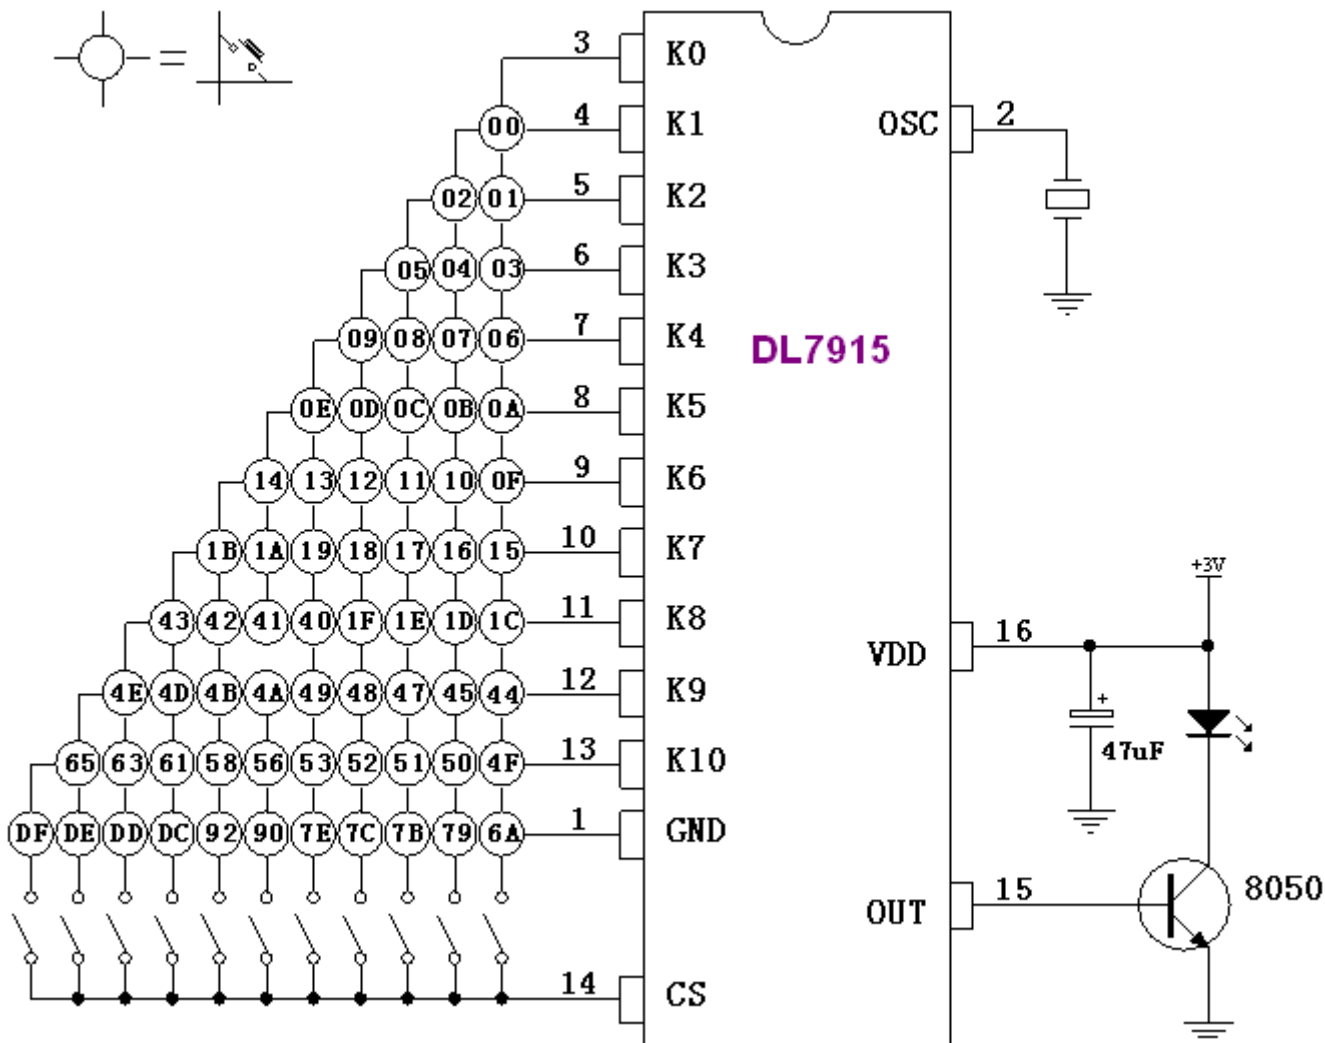 3 K0
00 4 K1 OSC 2
02 01 5 K2
05 04 03 6 K3
09 08 07 06 7 K4 DL7915
0E 0D 0C 0B 0A 8 K5
14 13 12 11 10 0F 9 K6
1B 1A 19 18 17 16 15 10 K7
+3V
43 42 41 40 1F 1E 1D 1C 11 K8
VDD 16
4E 4D 4B 4A 49 48 47 45 44 12 K9
+
65 63 61 58 56 53 52 51 50 4F 13 K10 47uF
DF DE DD DC 92 90 7E 7C 7B 79 6A 1 GND
OUT 15 8050
14 CS